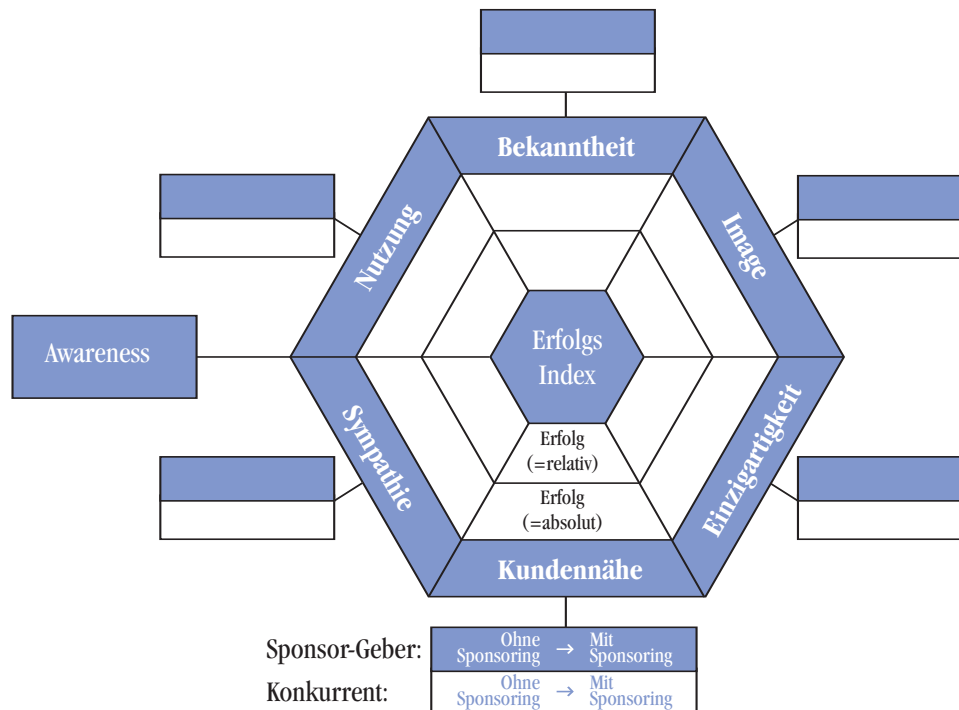 Bekanntheit
Nutzung
Image
Awareness
Erfolgs
Index
Sympathie
Einzigartigkeit
Erfolg
(=relativ)
Erfolg
(=absolut)
Kundennähe
Sponsor-Geber:
Ohne Sponsoring → Mit Sponsoring
Konkurrent:
Ohne Sponsoring → Mit Sponsoring